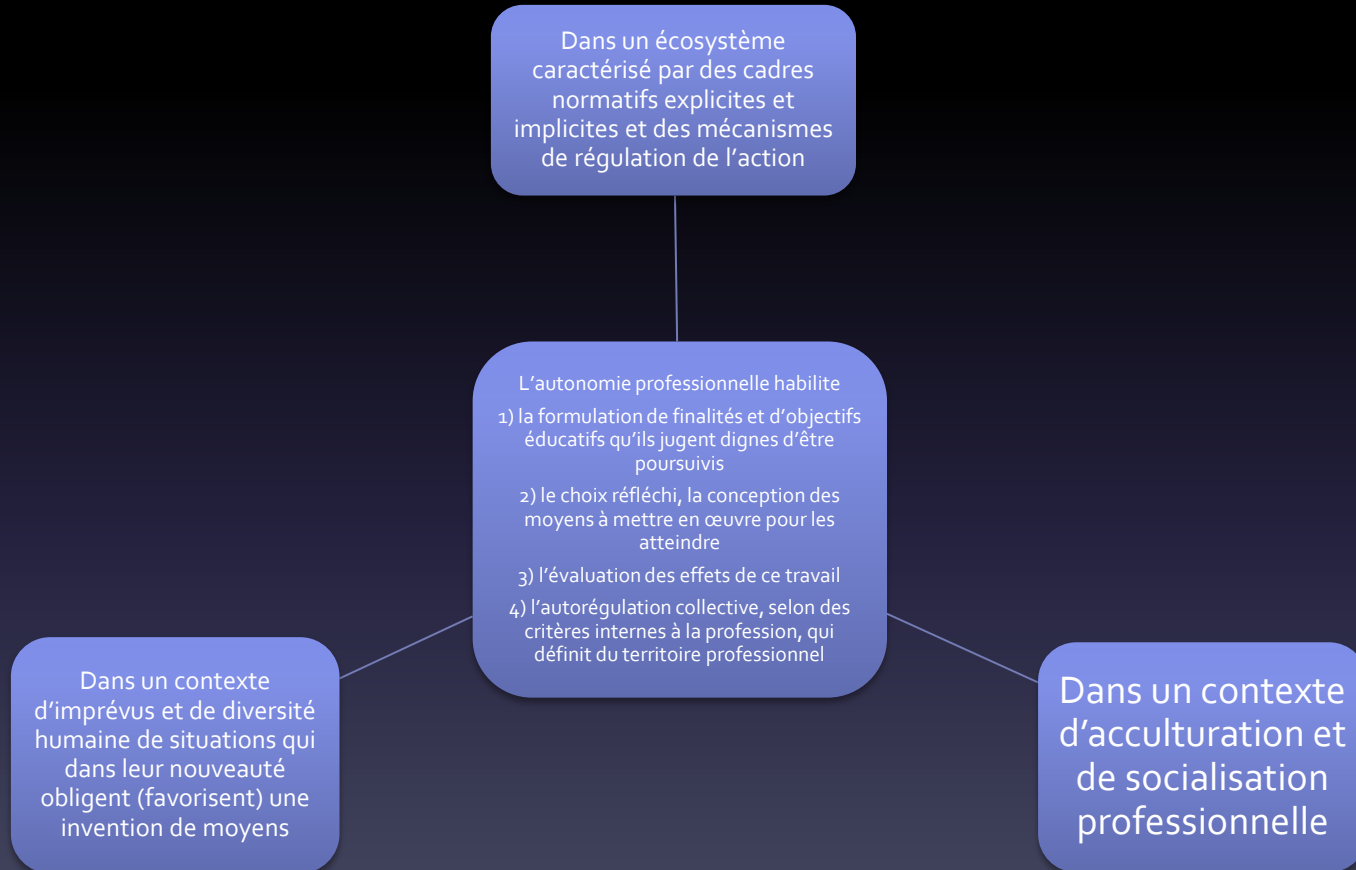 Dans un écosystème
caractérisé par des cadres
normatifs explicites et
implicites et des mécanismes
de régulation de l’action
L’autonomie professionnelle habilite
1) la formulation de finalités et d’objectifs
éducatifs qu’ils jugent dignes d’être
poursuivis
2) le choix réfléchi, la conception des
moyens à mettre en œuvre pour les
atteindre
3) l’évaluation des effets de ce travail
4) l’autorégulation collective, selon des
critères internes à la profession, qui
définit du territoire professionnel
Dans un contexte
d’imprévus et de diversité
humaine de situations qui
dans leur nouveauté
obligent (favorisent) une
invention de moyens
Dans un contexte
d’acculturation et
de socialisation
professionnelle